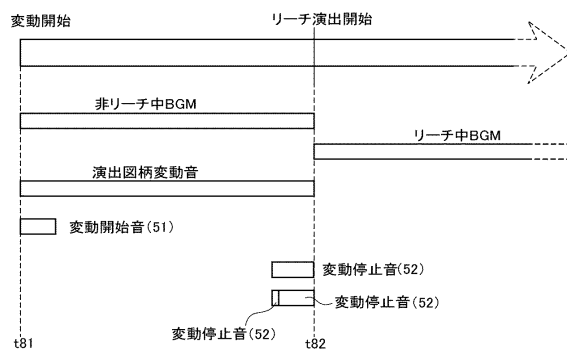 変動開始
リーチ演出開始
非リーチ中BGM
リーチ中BGM
演出図柄変動音
変動開始音(51)
変動停止音(52)
変動停止音(52)
変動停止音(52)
t81
t82